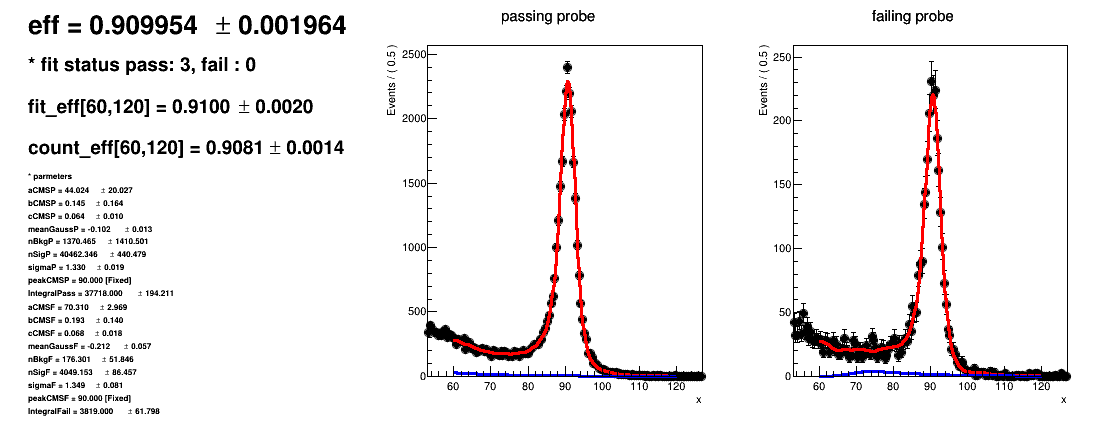 eff = 0.909954 ± 0.001964
* fit status pass: 3, fail : 0
fit_eff[60,120] = 0.9100 ± 0.0020
count_eff[60,120] = 0.9081 ± 0.0014
* parmeters
aCMSP = 44.024 ± 20.027
bCMSP = 0.145 ± 0.164
cCMSP = 0.064 ± 0.010
meanGaussP = -0.102 ± 0.013
nBkgP = 1370.465 ± 1410.501
nSigP = 40462.346 ± 440.479
sigmaP = 1.330 ± 0.019
peakCMSP = 90.000 [Fixed]
IntegralPass = 37718.000 ± 194.211
aCMSF = 70.310 ± 2.969
bCMSF = 0.193 ± 0.140
cCMSF = 0.068 ± 0.018
meanGaussF = -0.212 ± 0.057
nBkgF = 176.301 ± 51.846
nSigF = 4049.153 ± 86.457
sigmaF = 1.349 ± 0.081
peakCMSF = 90.000 [Fixed]
IntegralFail = 3819.000 ± 61.798
passing probe
Events / ( 0.5 )
2500
2000
1500
1000
500
0
60 70 80 90 100 110 120
x
failing probe
Events / ( 0.5 )
250
200
150
100
50
0
60 70 80 90 100 110 120
x